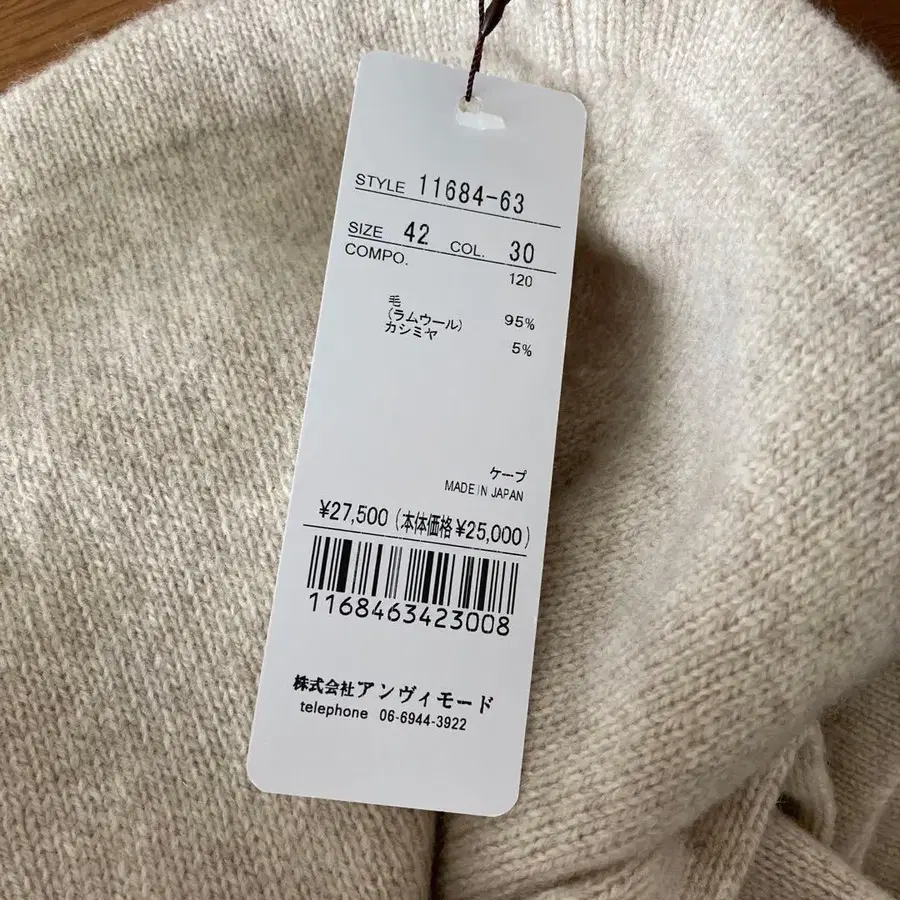 STYLE 11684-63
SIZE 42 COL. 30
COMPO. 120
毛
(ラムウール) 95%
カシミヤ 5%
ケープ
MADE IN JAPAN
¥27,500 (本体価格¥25,000)
1168463423008
株式会社アンヴィモード
telephone 06-6944-3922